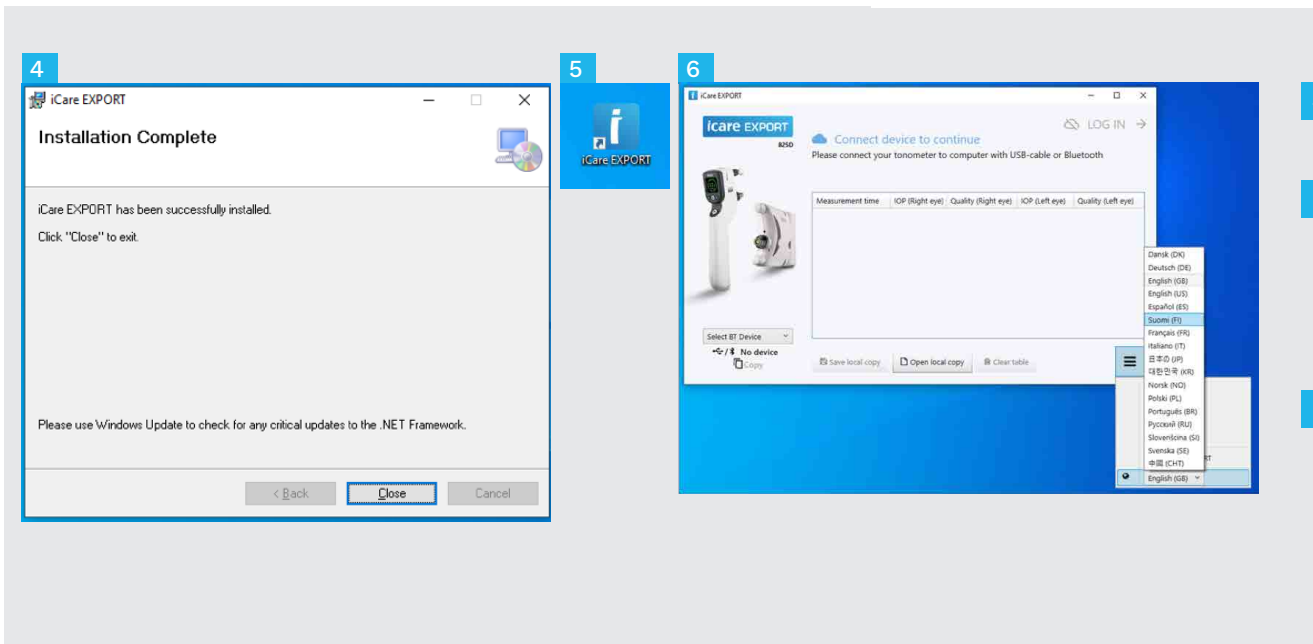 4
iCare EXPORT
Installation Complete
iCare EXPORT has been successfully installed.
Click "Close" to exit.
Please use Windows Update to check for any critical updates to the .NET Framework.
< Back Close Cancel
5
iCare EXPORT
6
iCare EXPORT
icare EXPORT
825D
LOG IN
Connect device to continue
Please connect your tonometer to computer with USB-cable or Bluetooth
Measurement time IOP (Right eye) Quality (Right eye) IOP (Left eye) Quality (Left eye)
Select BT Device
No device
Copy
Save local copy Open local copy Clear table
Dansk (DK)
Deutsch (DE)
English (GB)
English (US)
Español (ES)
Suomi (FI)
Français (FR)
Italiano (IT)
日本の (JP)
대한민국 (KR)
Norsk (NO)
Polski (PL)
Português (BR)
Русский (RU)
Slovenščina (SI)
Svenska (SE)
中國 (CHT)
RT
English (GB)